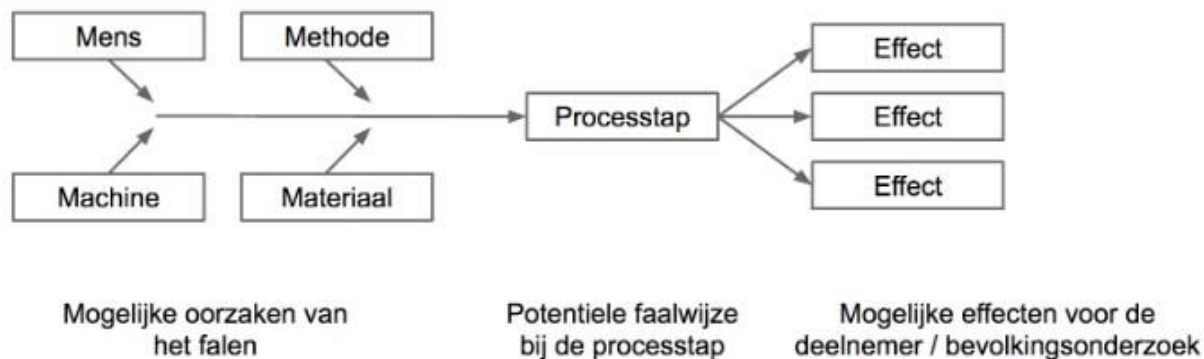 Mens
Methode
Effect
Processtap
Effect
Machine
Materiaal
Effect
Mogelijke oorzaken van
het falen
Potentiele faalwijze
bij de processtap
Mogelijke effecten voor de
deelnemer / bevolkingsonderzoek